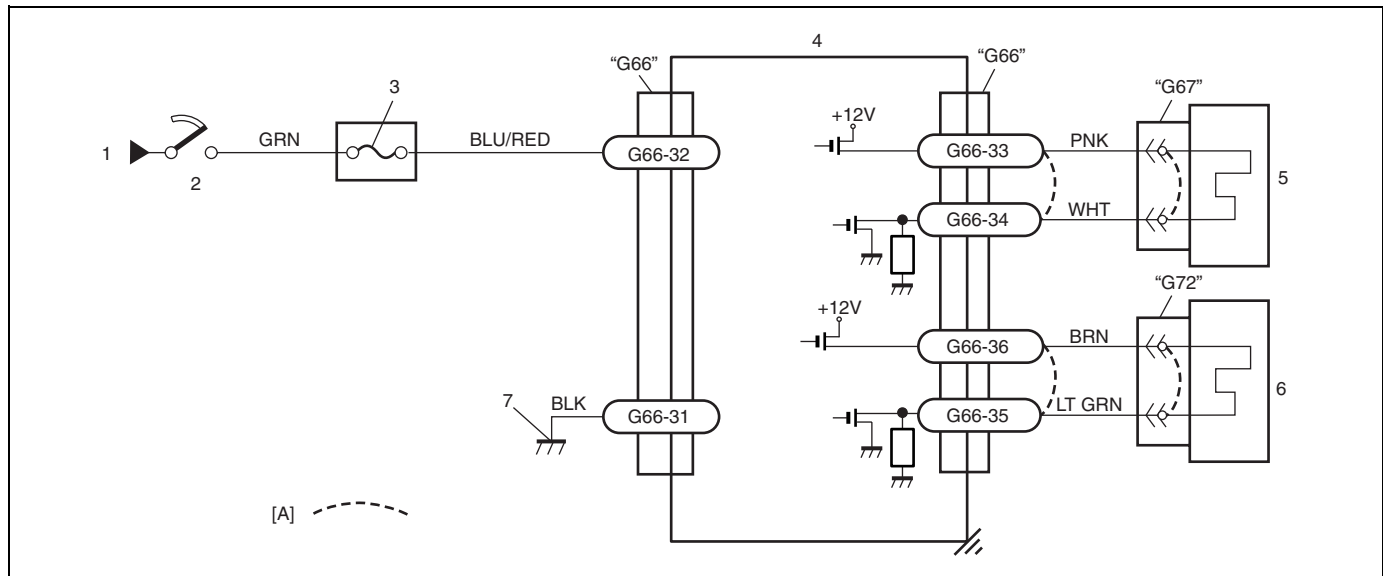 4
“G66”
“G66”
3
“G67”
+12V
GRN
BLU/RED
G66-32
G66-33
PNK
1
2
5
G66-34
WHT
“G72”
+12V
G66-36
BRN
6
7
BLK
G66-31
G66-35
LT GRN
[A]